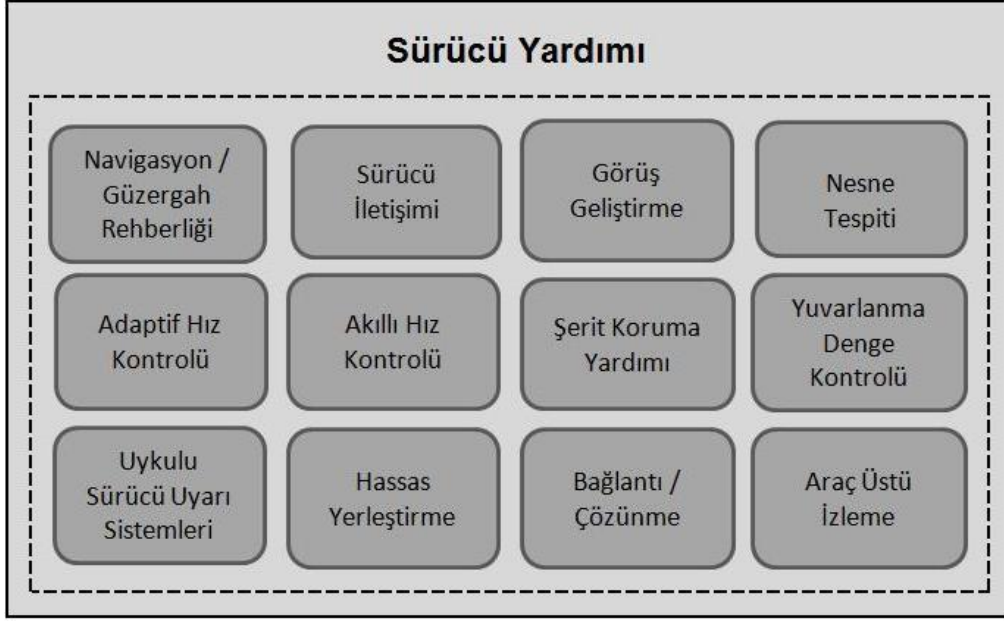 Sürücü Yardımı
Navigasyon /
Güzergah
Rehberliği
Sürücü
İletişimi
Görüş
Geliştirme
Nesne
Tespiti
Adaptif Hız
Kontrolü
Akıllı Hız
Kontrolü
Şerit Koruma
Yardımı
Yuvarlanma
Denge
Kontrolü
Uykulu
Sürücü Uyarı
Sistemleri
Hassas
Yerleştirme
Bağlantı /
Çözünme
Araç Üstü
İzleme